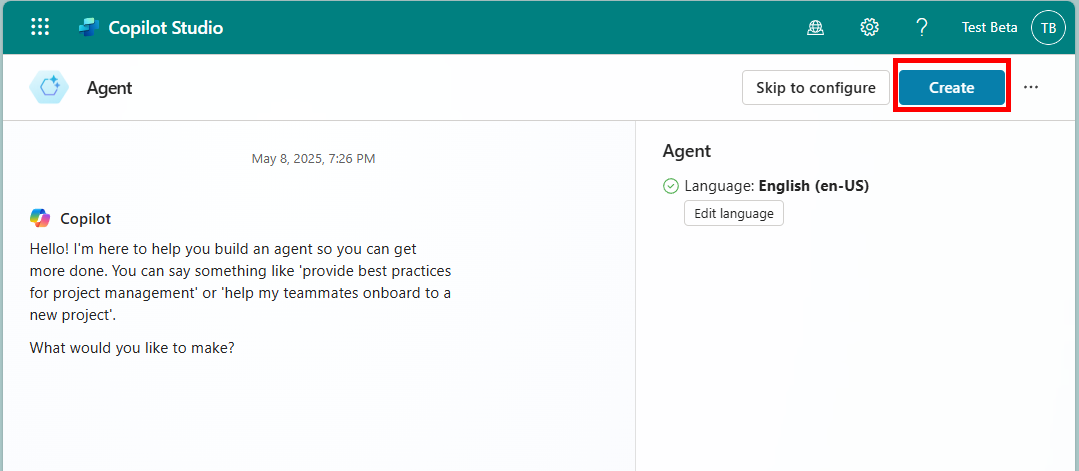 Copilot Studio
Test Beta
TB
Agent
Skip to configure
Create
May 8, 2025, 7:26 PM
Copilot
Hello! I'm here to help you build an agent so you can get
more done. You can say something like 'provide best practices
for project management' or 'help my teammates onboard to a
new project'.
What would you like to make?
Agent
Language: English (en-US)
Edit language